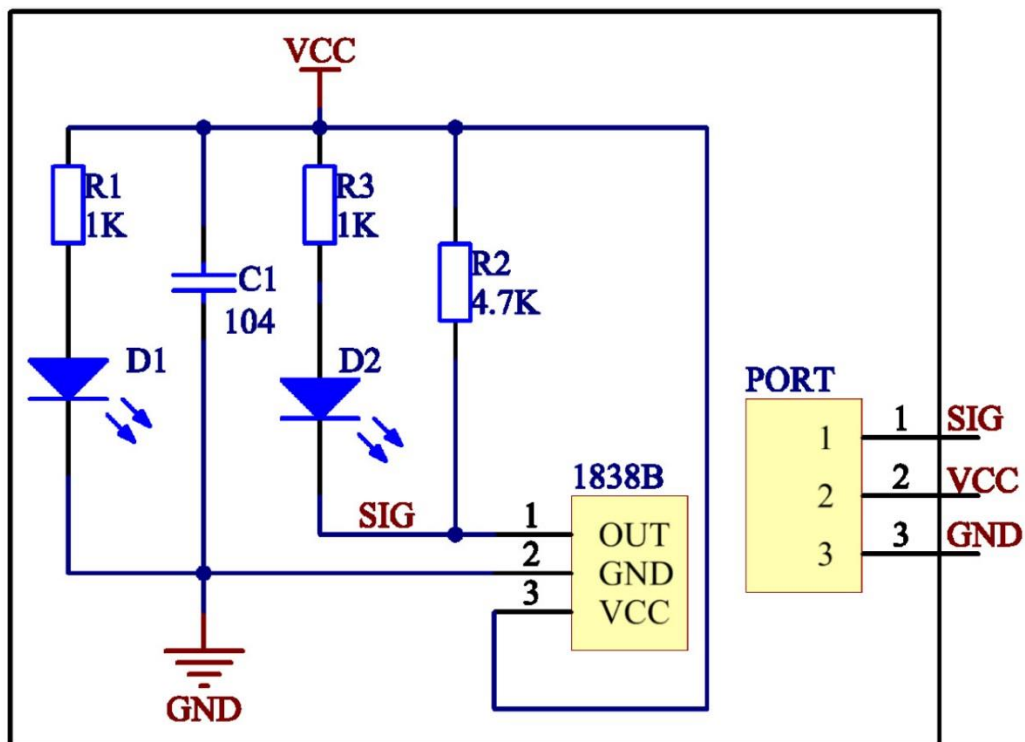 VCC
R1
1K
C1
104
R3
1K
R2
4.7K
D1
D2
SIG
1838B
1 OUT
2 GND
3 VCC
GND
PORT
1 1 SIG
2 2 VCC
3 3 GND